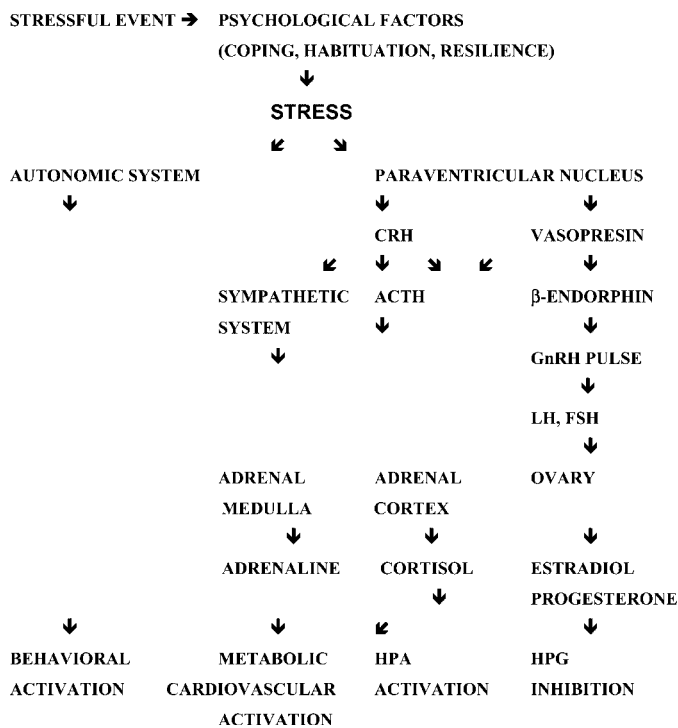 STRESSFUL EVENT ➔ PSYCHOLOGICAL FACTORS
(COPING, HABITUATION, RESILIENCE)
STRESS
AUTONOMIC SYSTEM PARAVENTRICULAR NUCLEUS
CRH VASOPRESIN
SYMPATHETIC ACTH β-ENDORPHIN
SYSTEM
GnRH PULSE
LH, FSH
ADRENAL ADRENAL OVARY
MEDULLA CORTEX
ADRENALINE CORTISOL ESTRADIOL
PROGESTERONE
BEHAVIORAL METABOLIC HPA HPG
ACTIVATION CARDIOVASCULAR ACTIVATION INHIBITION
ACTIVATION